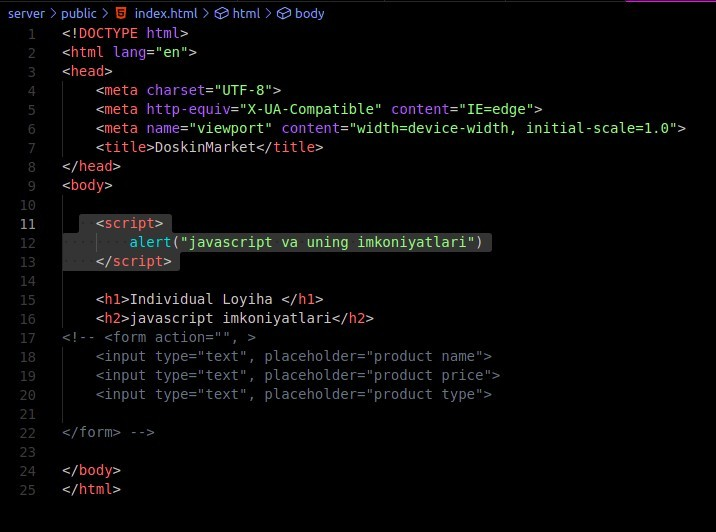 server > public > index.html > html > body
1 <!DOCTYPE html>
2 <html lang="en">
3 <head>
4     <meta charset="UTF-8">
5     <meta http-equiv="X-UA-Compatible" content="IE=edge">
6     <meta name="viewport" content="width=device-width, initial-scale=1.0">
7     <title>DoskinMarket</title>
8 </head>
9 <body>
10
11     <script>
12         alert("javascript va uning imkoniyatlari")
13     </script>
14
15     <h1>Individual Loyiha </h1>
16     <h2>javascript imkoniyatlari</h2>
17 <!-- <form action="", >
18     <input type="text", placeholder="product name">
19     <input type="text", placeholder="product price">
20     <input type="text", placeholder="product type">
21
22 </form> -->
23
24 </body>
25 </html>